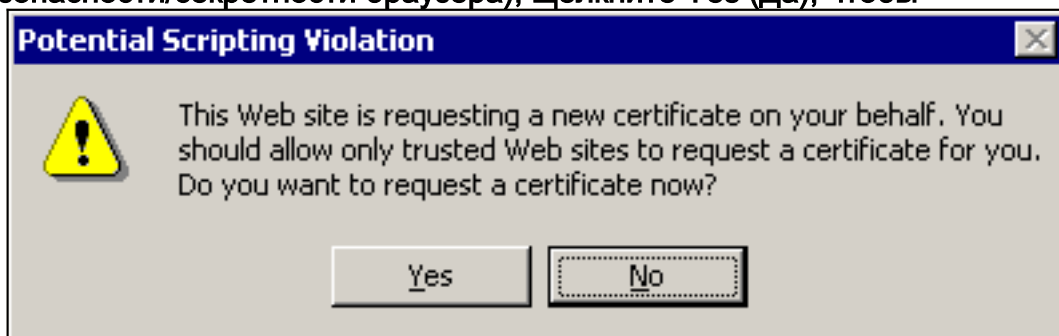 безопасности/секретности браузера), щелкните Yes (Да), чтобы
Potential Scripting Violation
This Web site is requesting a new certificate on your behalf. You
should allow only trusted Web sites to request a certificate for you.
Do you want to request a certificate now?
Yes
No